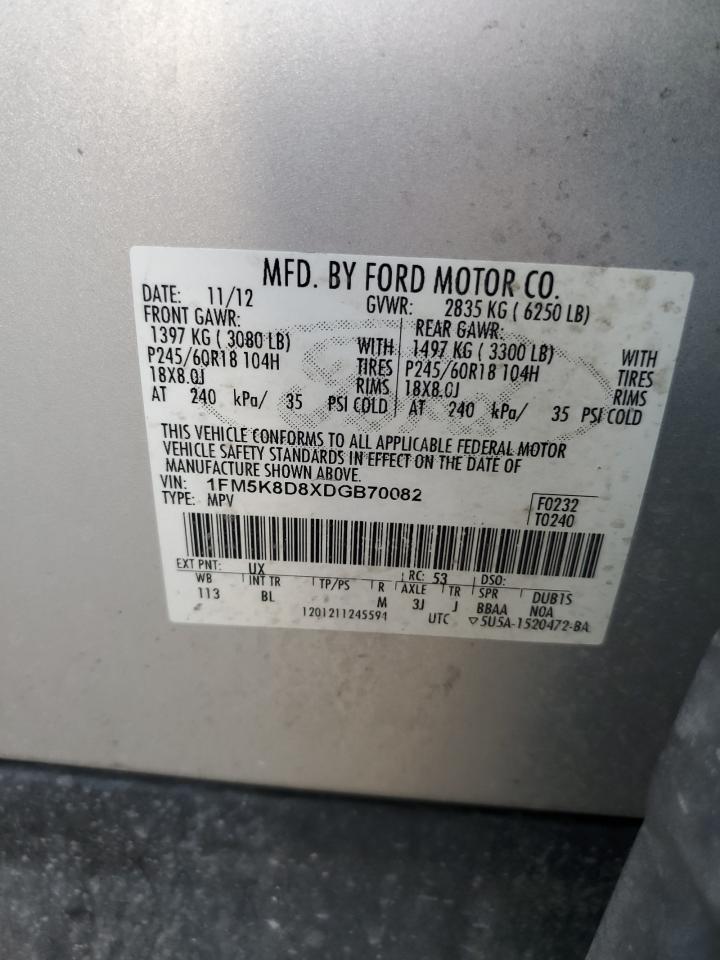 MFD. BY FORD MOTOR CO.
DATE: 11/12 GVWR: 2835 KG ( 6250 LB)
FRONT GAWR: REAR GAWR:
1397 KG ( 3080 LB) WITH 1497 KG ( 3300 LB) WITH
P245/60R18 104H TIRES P245/60R18 104H TIRES
18X8.0J RIMS 18X8.0J RIMS
AT 240 kPa/ 35 PSI COLD AT 240 kPa/ 35 PSI COLD
THIS VEHICLE CONFORMS TO ALL APPLICABLE FEDERAL MOTOR
VEHICLE SAFETY STANDARDS IN EFFECT ON THE DATE OF
MANUFACTURE SHOWN ABOVE.
VIN: 1FM5K8D8XDGB70082
TYPE: MPV F0232
T0240
EXT PNT: UX RC: 53 DSO:
WB INT TR TP/PS R AXLE TR SPR DUB1S
113 BL M 3J J BBAA N0A
1201211245594 UTC ▽5U5A-1520472-BA